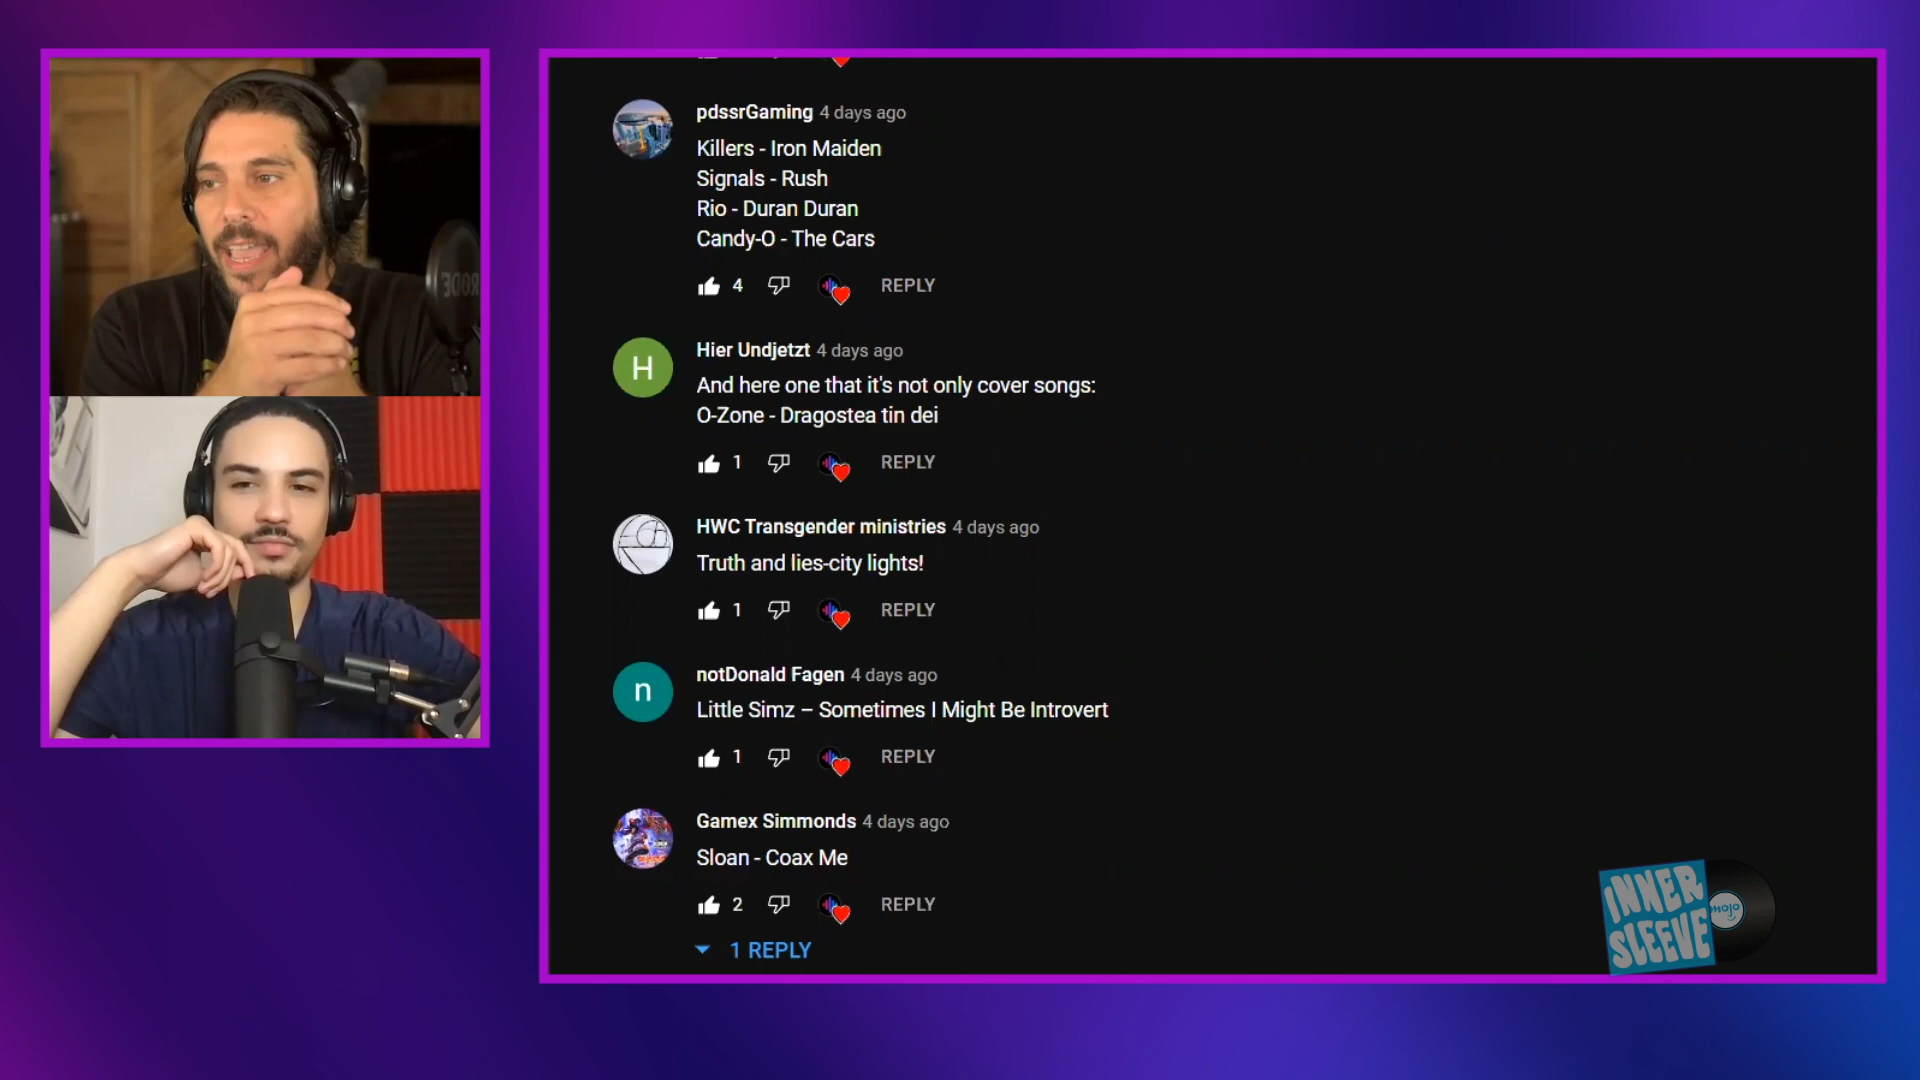 RODE
pdssrGaming 4 days ago
Killers - Iron Maiden
Signals - Rush
Rio - Duran Duran
Candy-O - The Cars
4 REPLY
H
Hier Undjetzt 4 days ago
And here one that it's not only cover songs:
O-Zone - Dragostea tin dei
1 REPLY
HWC Transgender ministries 4 days ago
Truth and lies-city lights!
1 REPLY
n
notDonald Fagen 4 days ago
Little Simz – Sometimes I Might Be Introvert
1 REPLY
Gamex Simmonds 4 days ago
Sloan - Coax Me
2 REPLY
1 REPLY
INNER
SLEEVE
mojo